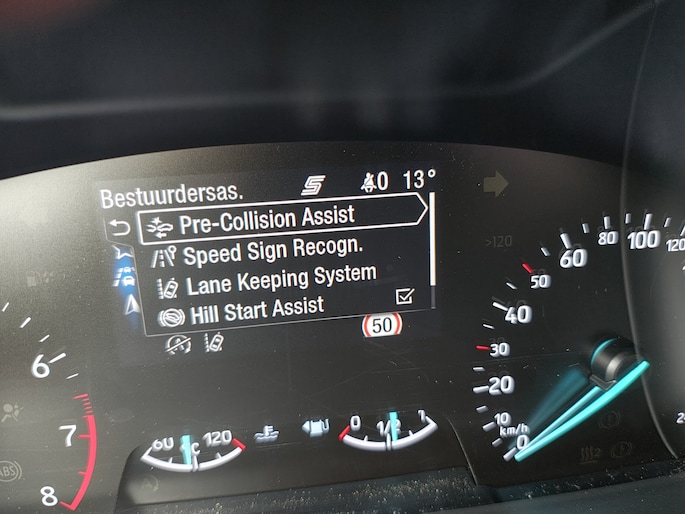 Bestuurdersas. 0 13°
Pre-Collision Assist
Speed Sign Recogn.
Lane Keeping System
Hill Start Assist
50
>120
6
7
8
ABS
60 120
°C
0 1/2 1
0
10
20
30
40
50
60
80
100
120
km/h